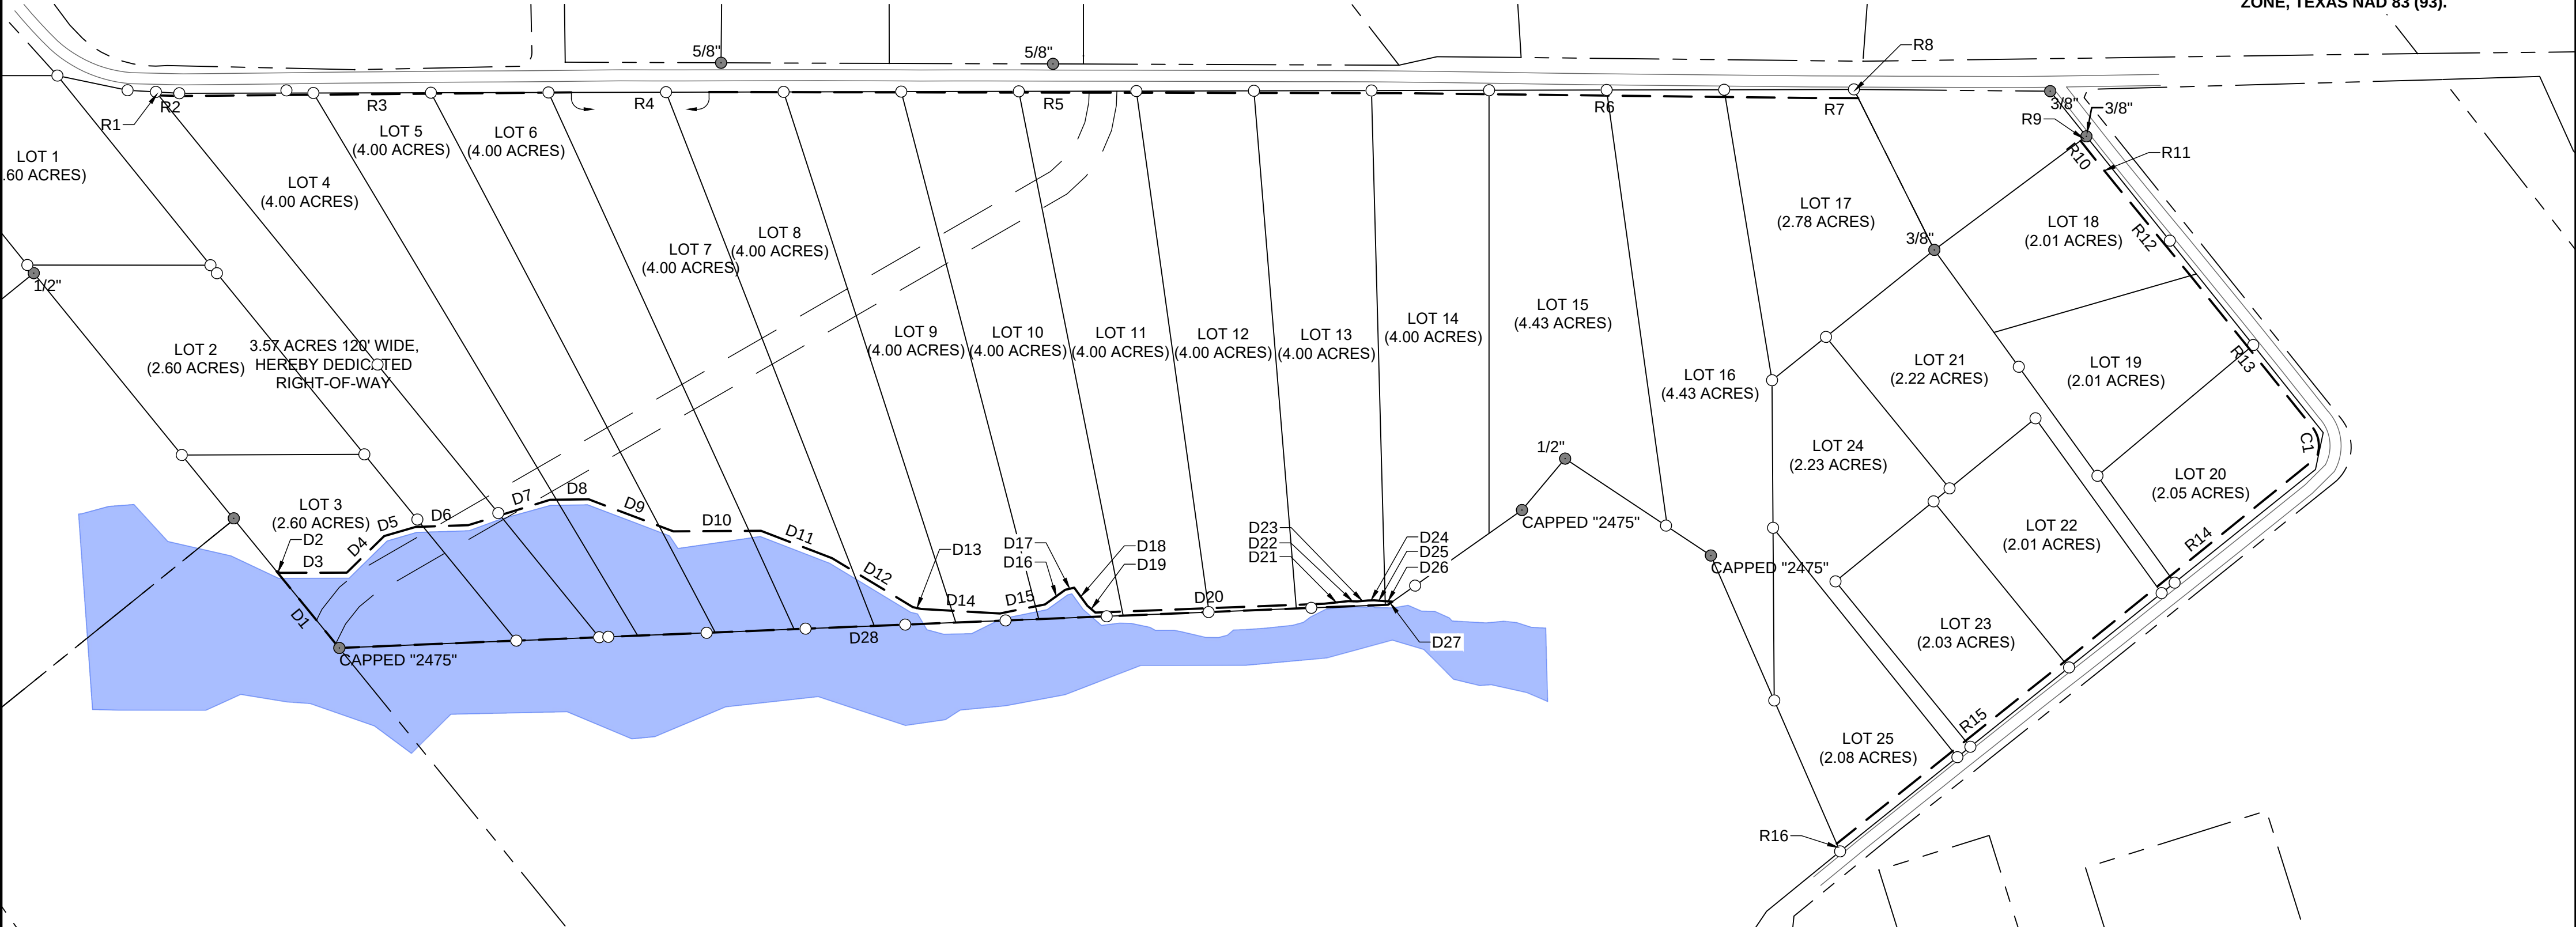 ZONE, TEXAS NAD 83 (93).
5/8"
5/8"
R8
R1
R2
R3
R4
R5
R6
R7
3/8"
3/8"
R9
R10
R11
LOT 1
.60 ACRES)
LOT 4
(4.00 ACRES)
LOT 5
(4.00 ACRES)
LOT 6
(4.00 ACRES)
LOT 7
(4.00 ACRES)
LOT 8
(4.00 ACRES)
LOT 17
(2.78 ACRES)
LOT 18
(2.01 ACRES)
R12
3/8"
1/2"
LOT 2
(2.60 ACRES)
3.57 ACRES 120' WIDE,
HEREBY DEDICATED
RIGHT-OF-WAY
LOT 9
(4.00 ACRES)
LOT 10
(4.00 ACRES)
LOT 11
(4.00 ACRES)
LOT 12
(4.00 ACRES)
LOT 13
(4.00 ACRES)
LOT 14
(4.00 ACRES)
LOT 15
(4.43 ACRES)
LOT 16
(4.43 ACRES)
LOT 21
(2.22 ACRES)
LOT 19
(2.01 ACRES)
R13
C1
LOT 24
(2.23 ACRES)
LOT 20
(2.05 ACRES)
1/2"
CAPPED "2475"
CAPPED "2475"
LOT 22
(2.01 ACRES)
R14
LOT 3
(2.60 ACRES)
D2
D3
D4
D5
D6
D7
D8
D9
D10
D11
D12
D13
D14
D15
D16
D17
D18
D19
D20
D21
D22
D23
D24
D25
D26
D27
D28
D1
CAPPED "2475"
LOT 23
(2.03 ACRES)
LOT 25
(2.08 ACRES)
R15
R16